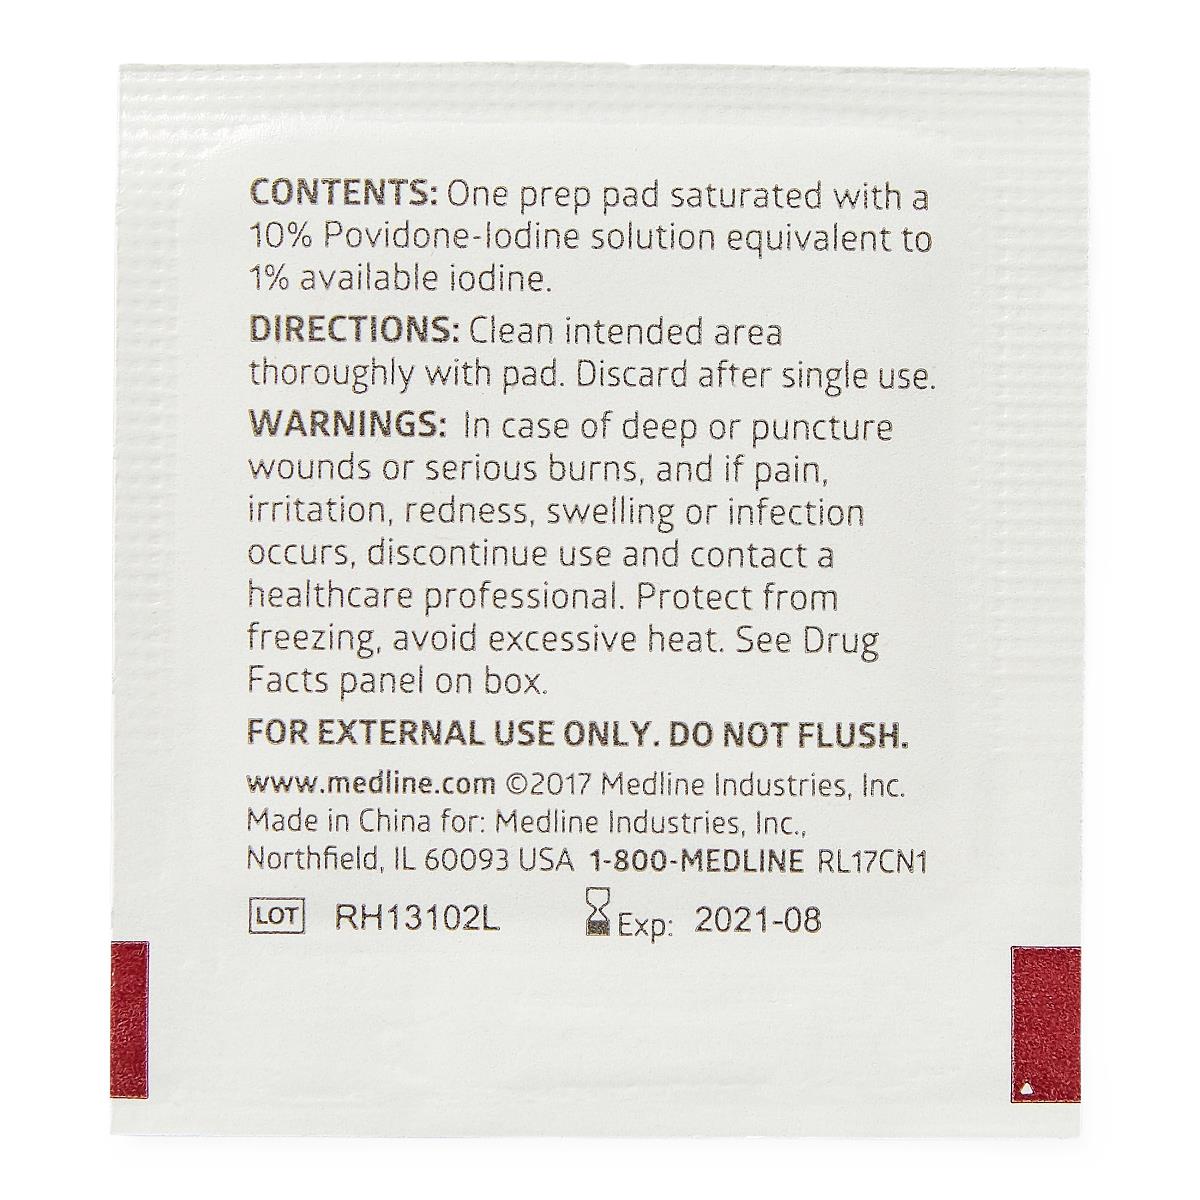 CONTENTS: One prep pad saturated with a
10% Povidone-Iodine solution equivalent to
1% available iodine.
DIRECTIONS: Clean intended area
thoroughly with pad. Discard after single use.
WARNINGS: In case of deep or puncture
wounds or serious burns, and if pain,
irritation, redness, swelling or infection
occurs, discontinue use and contact a
healthcare professional. Protect from
freezing, avoid excessive heat. See Drug
Facts panel on box.
FOR EXTERNAL USE ONLY. DO NOT FLUSH.
www.medline.com ©2017 Medline Industries, Inc.
Made in China for: Medline Industries, Inc.,
Northfield, IL 60093 USA 1-800-MEDLINE RL17CN1
LOT RH13102L Exp: 2021-08